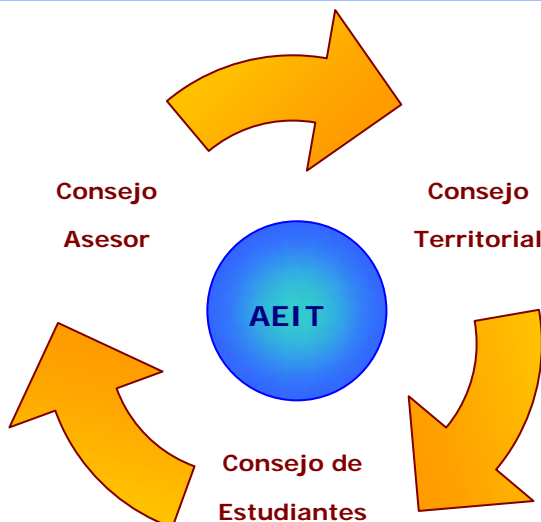 Consejo
Asesor
Consejo
Territorial
AEIT
Consejo de
Estudiantes